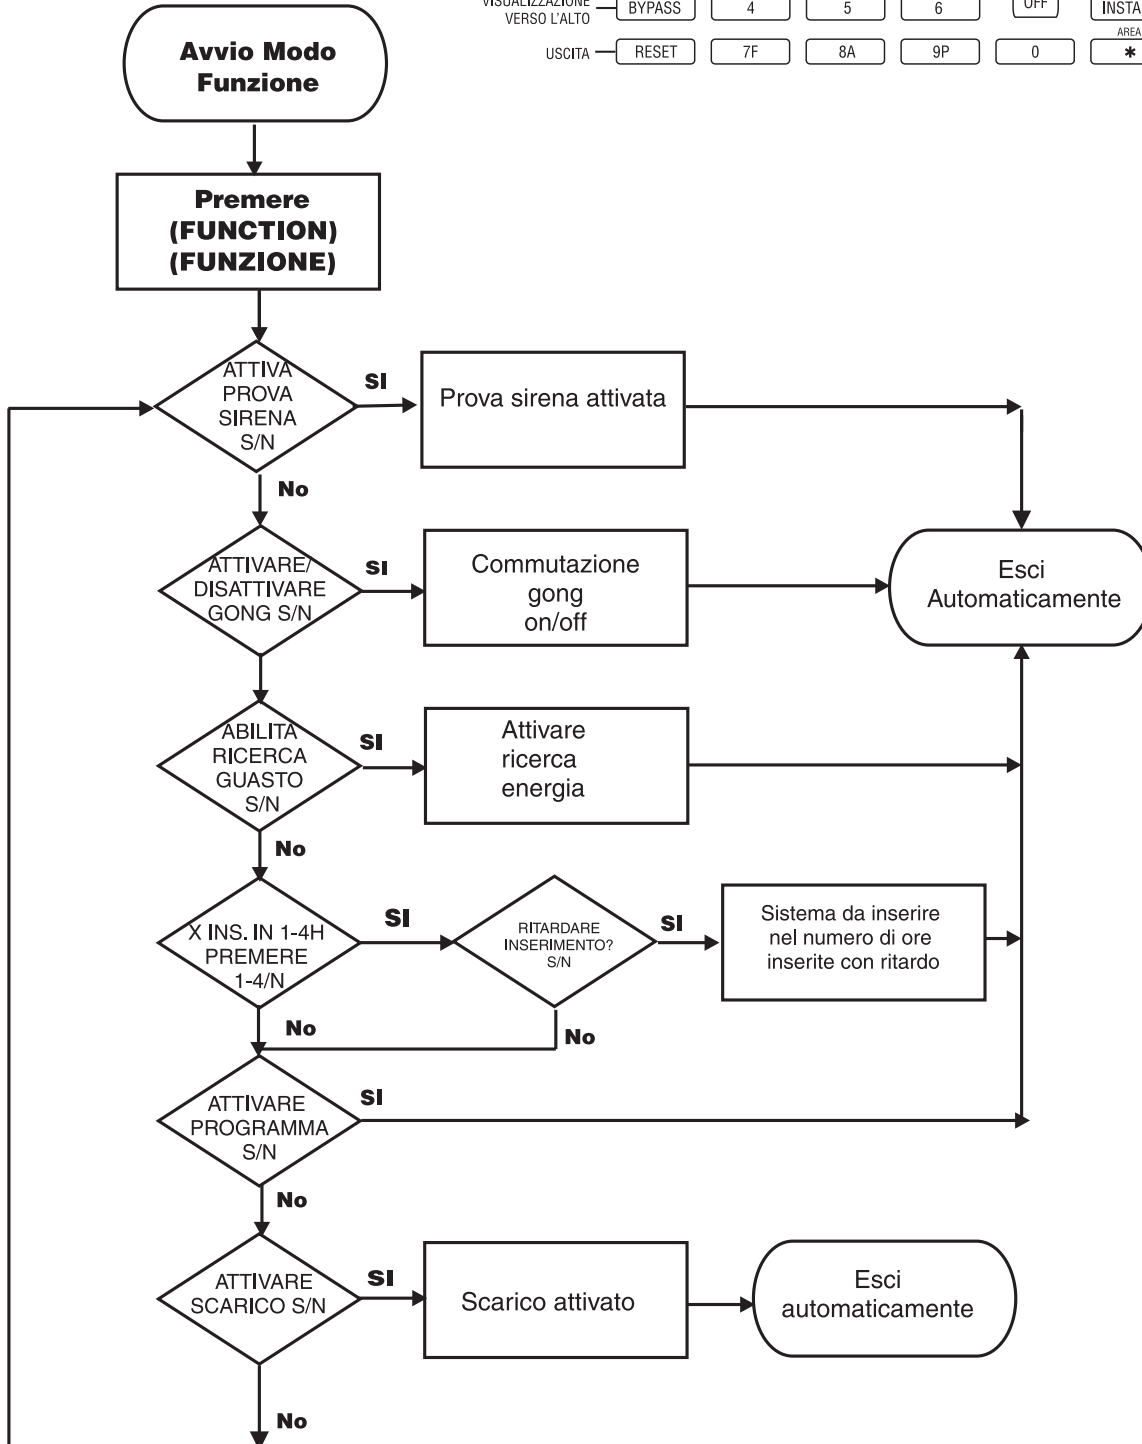 VISUALIZZAZIONE
VERSO L'ALTO
BYPASS 4 5 6 OFF INSTA
AREA
USCITA RESET 7F 8A 9P 0 *
Avvio Modo
Funzione
Premere
(FUNCTION)
(FUNZIONE)
ATTIVA
PROVA
SIRENA
S/N
SI
Prova sirena attivata
No
ATTIVARE/
DISATTIVARE
GONG S/N
SI
Commutazione
gong
on/off
Esci
Automaticamente
ABILITA
RICERCA
GUASTO
S/N
SI
Attivare
ricerca
energia
No
X INS. IN 1-4H
PREMERE
1-4/N
SI
RITARDARE
INSERIMENTO?
S/N
SI
Sistema da inserire
nel numero di ore
inserite con ritardo
No
No
ATTIVARE
PROGRAMMA
S/N
SI
No
ATTIVARE
SCARICO S/N
SI
Scarico attivato
Esci
automaticamente
No